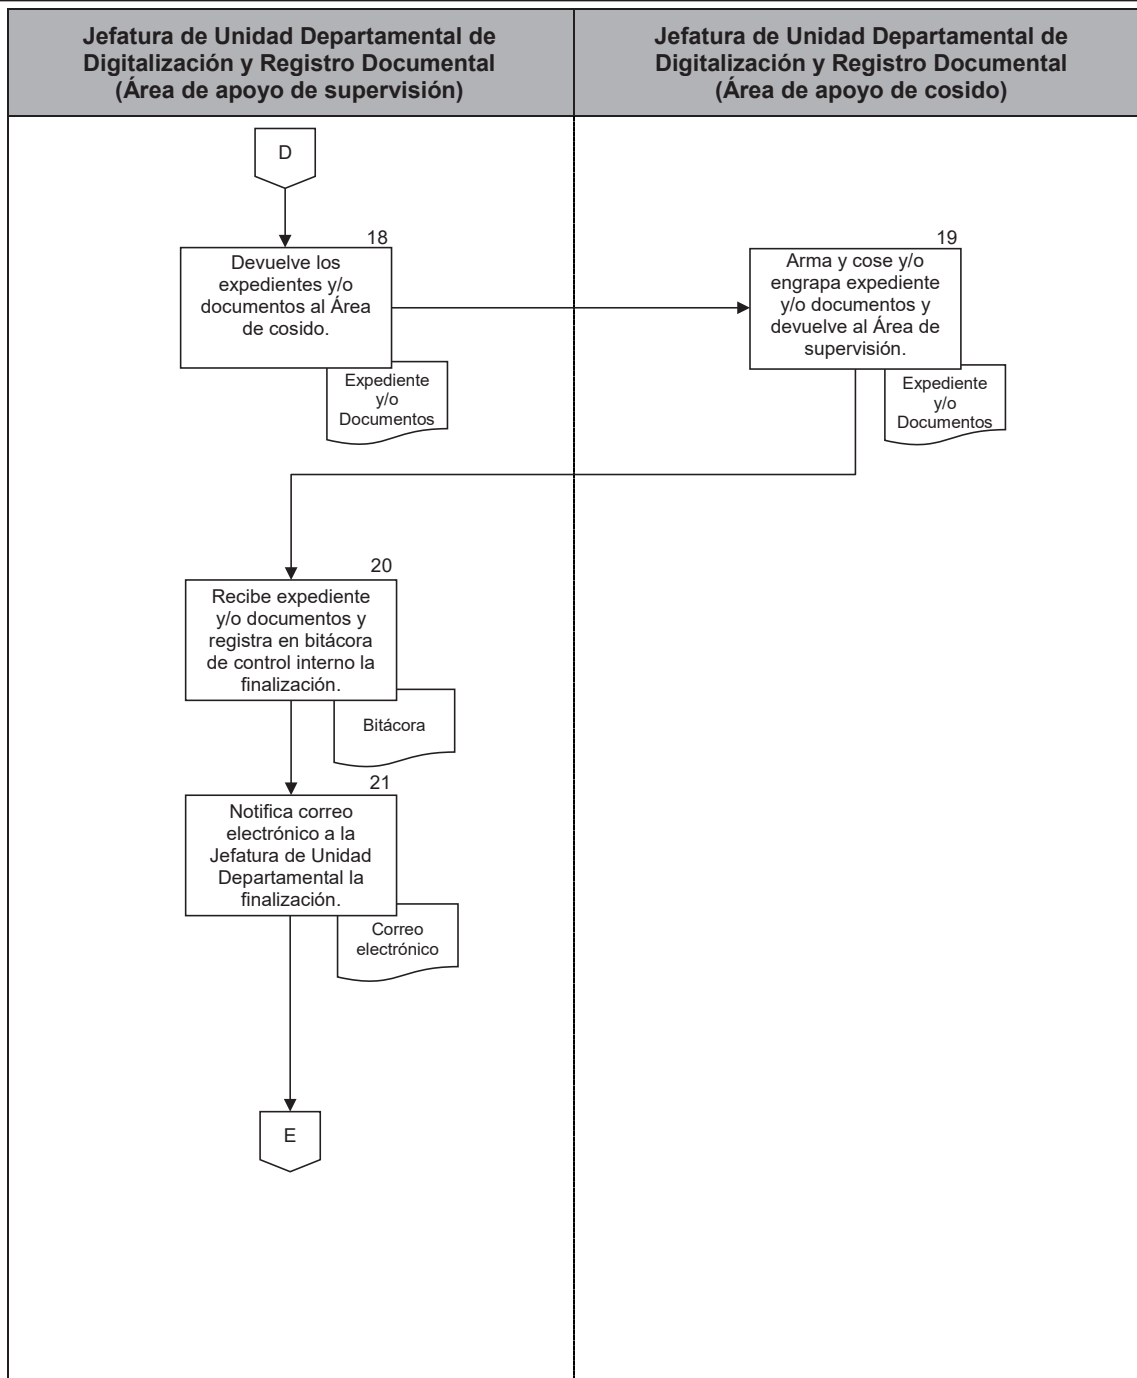 Jefatura de Unidad Departamental de
Digitalización y Registro Documental
(Área de apoyo de supervisión)
Jefatura de Unidad Departamental de
Digitalización y Registro Documental
(Área de apoyo de cosido)
D
18
Devuelve los
expedientes y/o
documentos al Área
de cosido.
Expediente
y/o
Documentos
19
Arma y cose y/o
engrapa expediente
y/o documentos y
devuelve al Área de
supervisión.
Expediente
y/o
Documentos
20
Recibe expediente
y/o documentos y
registra en bitácora
de control interno la
finalización.
Bitácora
21
Notifica correo
electrónico a la
Jefatura de Unidad
Departamental la
finalización.
Correo
electrónico
E